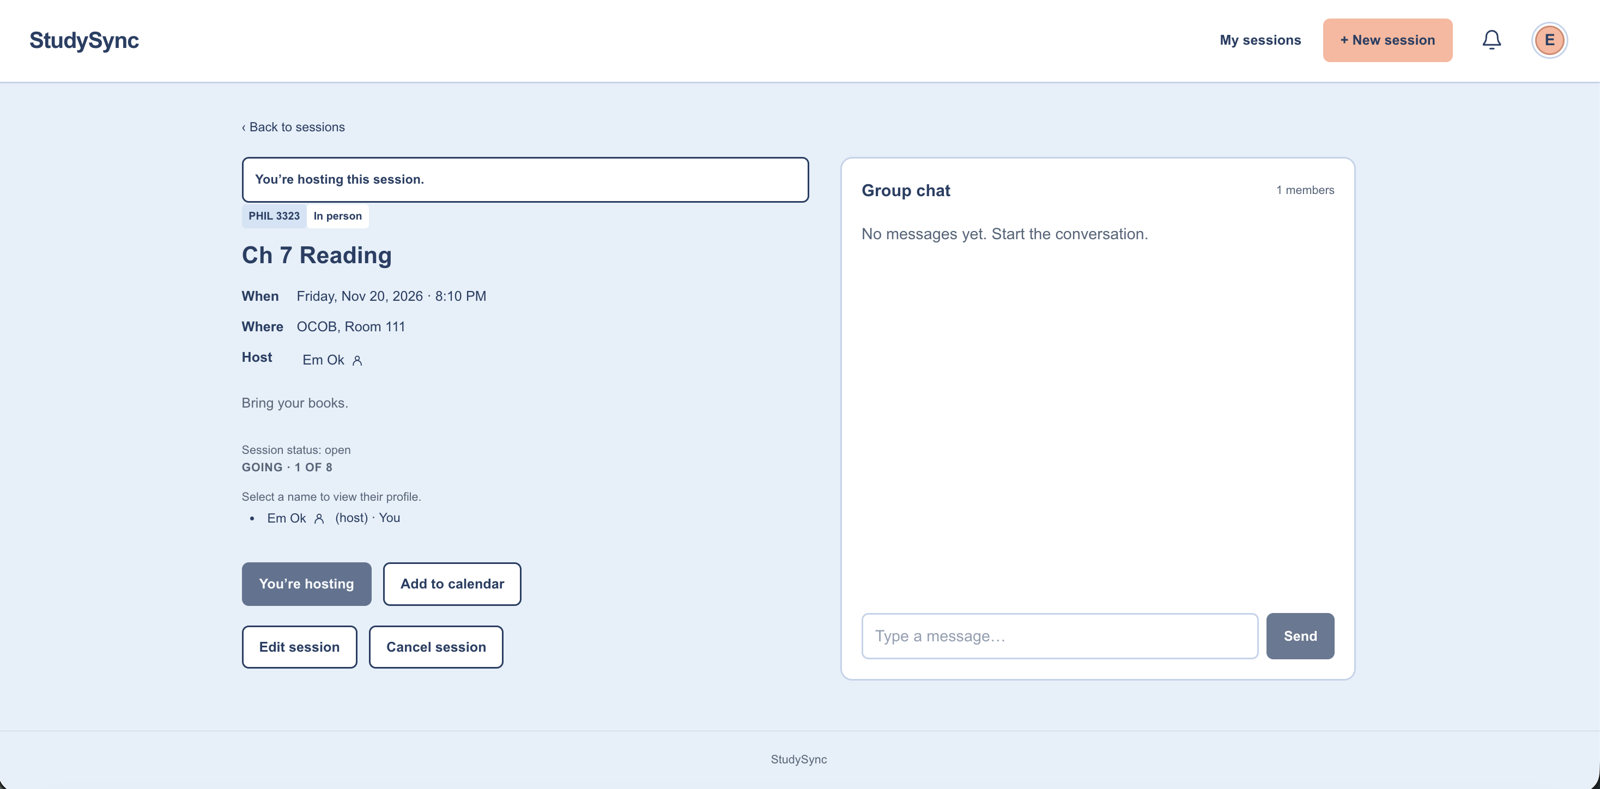 StudySync
My sessions
+ New session
E
‹ Back to sessions
You're hosting this session.
PHIL 3323 In person
Ch 7 Reading
When Friday, Nov 20, 2026 · 8:10 PM
Where OCOB, Room 111
Host Em Ok
Bring your books.
Session status: open
GOING · 1 OF 8
Select a name to view their profile.
• Em Ok (host) · You
You're hosting
Add to calendar
Edit session
Cancel session
Group chat
1 members
No messages yet. Start the conversation.
Type a message…
Send
StudySync